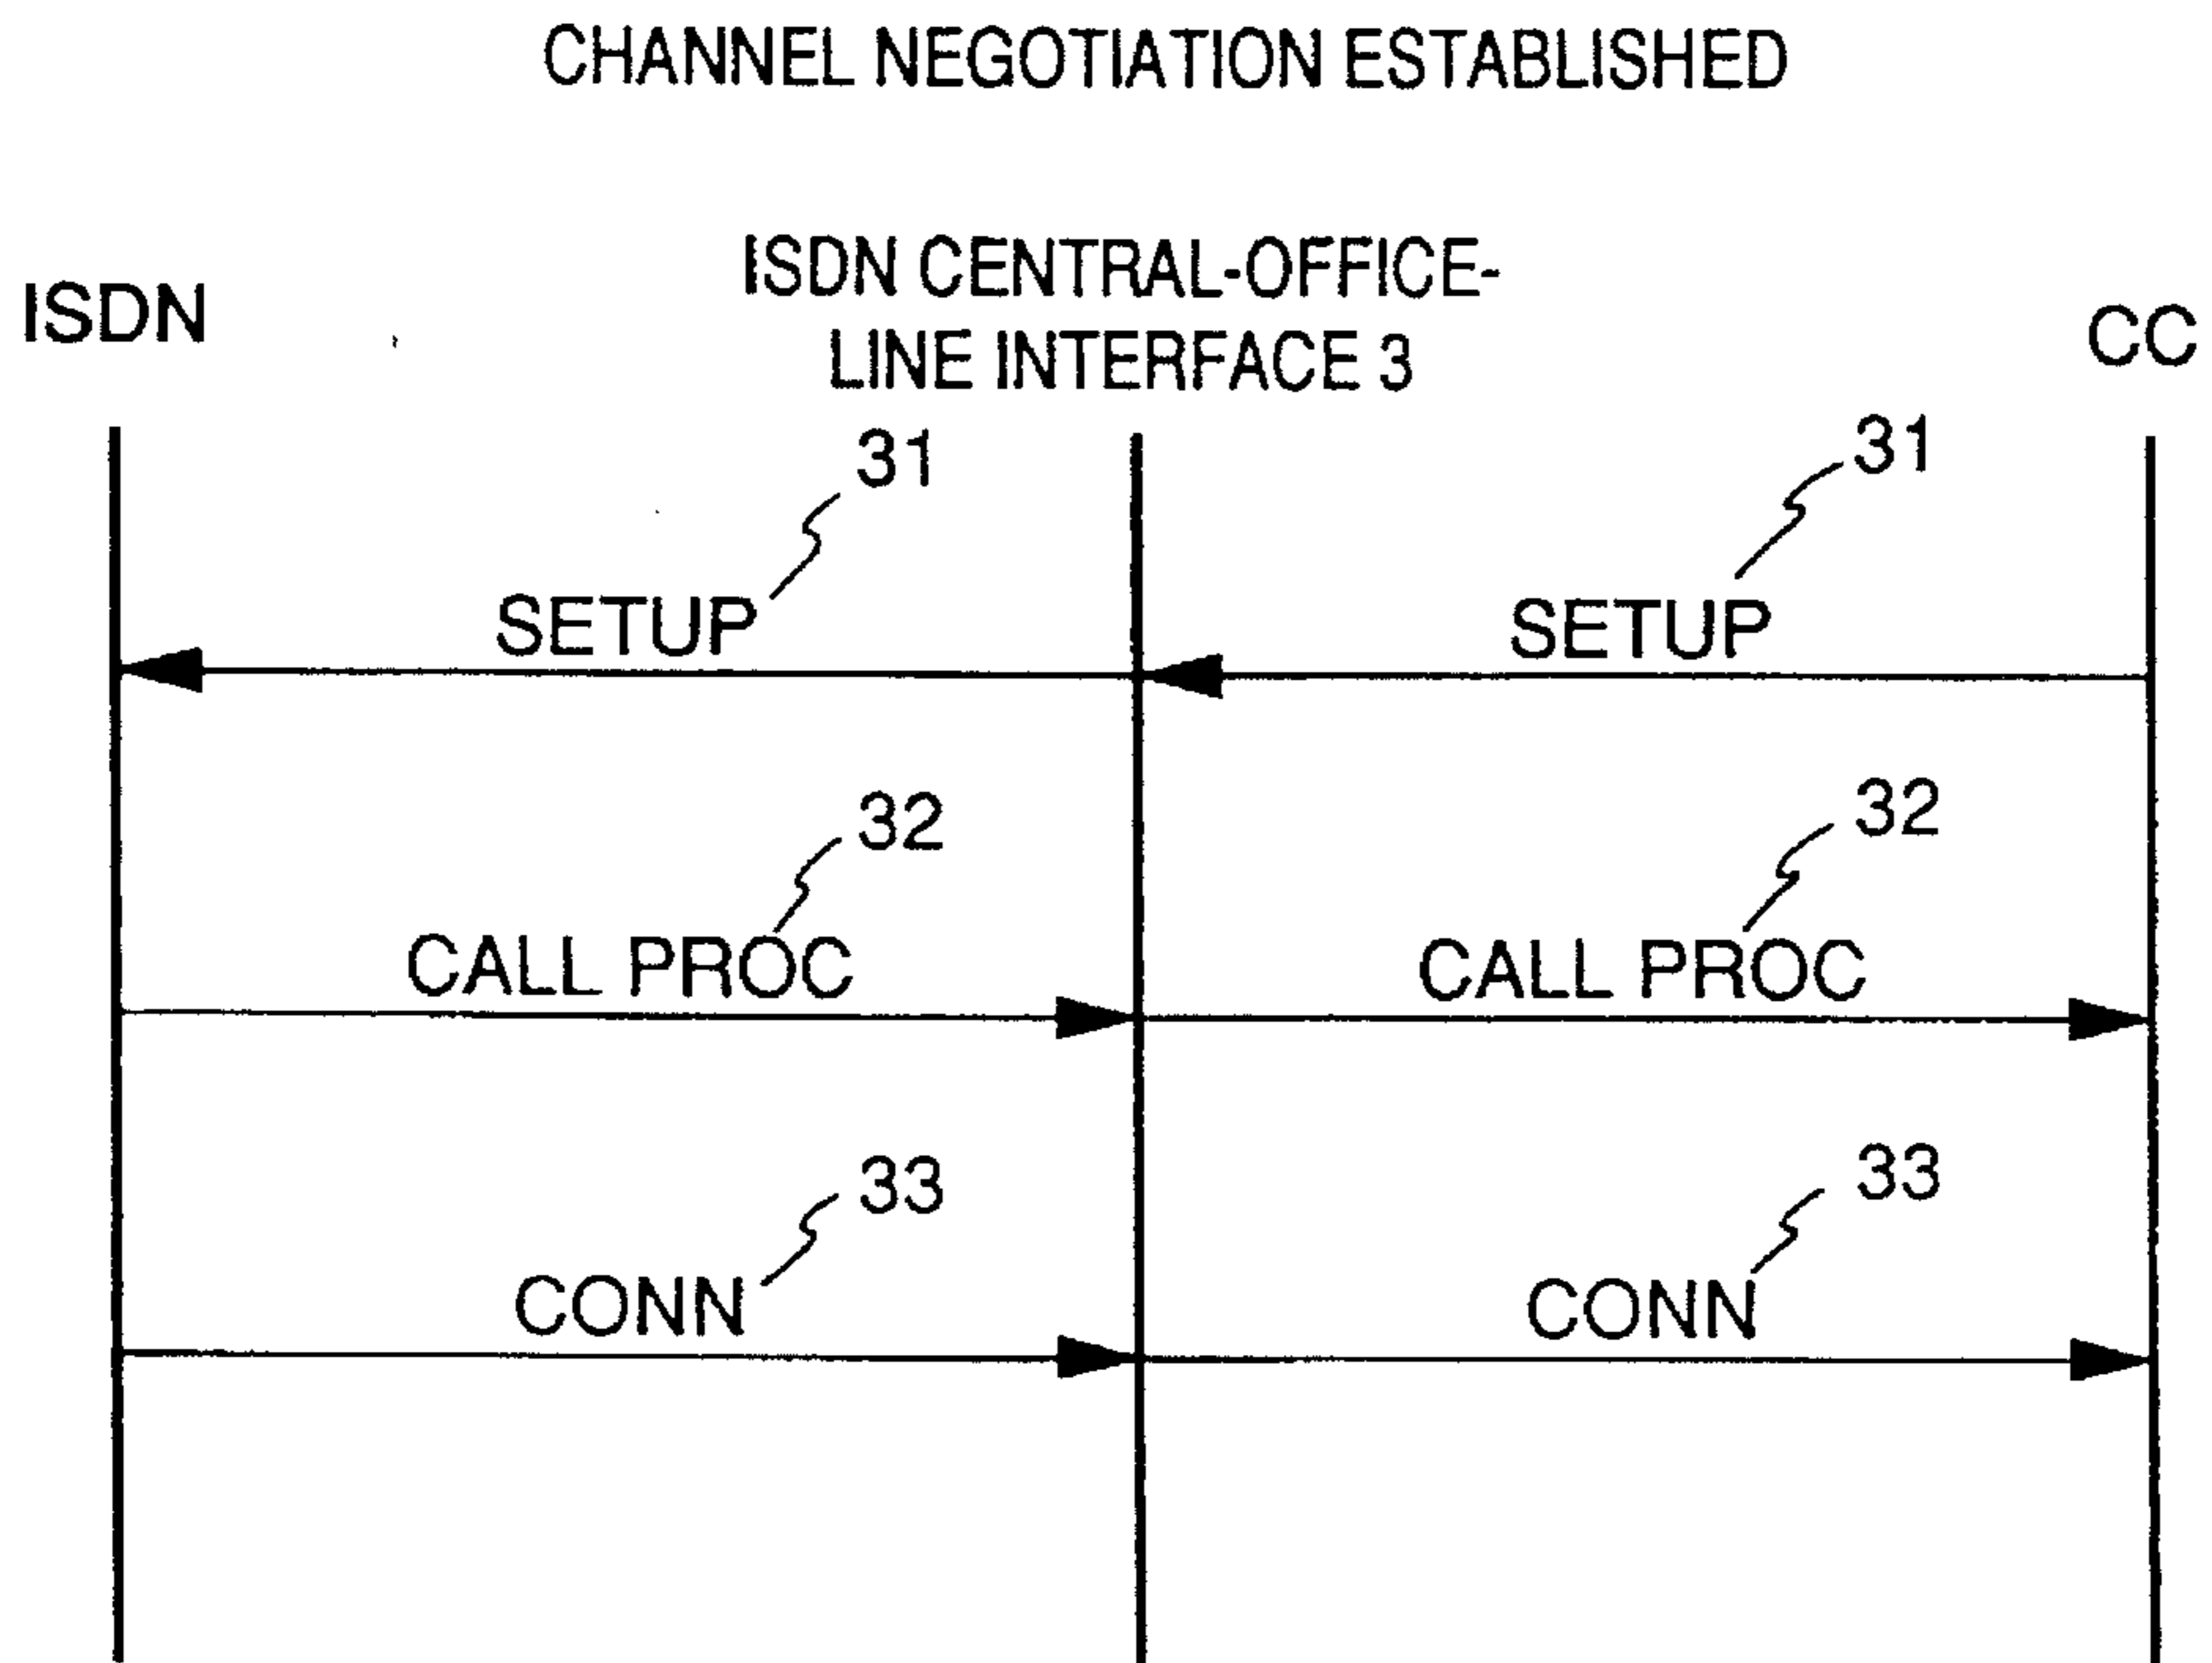 CHANNEL NEGOTIATION ESTABLISHED
ISDN
ISDN CENTRAL-OFFICE-
LINE INTERFACE 3
CC
31
31
SETUP
SETUP
32
32
CALL PROC
CALL PROC
33
33
CONN
CONN